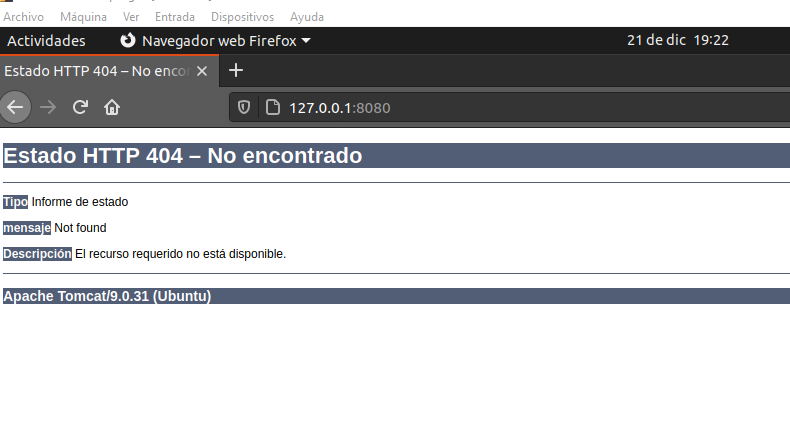 Archivo Máquina Ver Entrada Dispositivos Ayuda
Actividades Navegador web Firefox 21 de dic 19:22
Estado HTTP 404 – No encon
127.0.0.1:8080
Estado HTTP 404 – No encontrado
Tipo Informe de estado
mensaje Not found
Descripción El recurso requerido no está disponible.
Apache Tomcat/9.0.31 (Ubuntu)